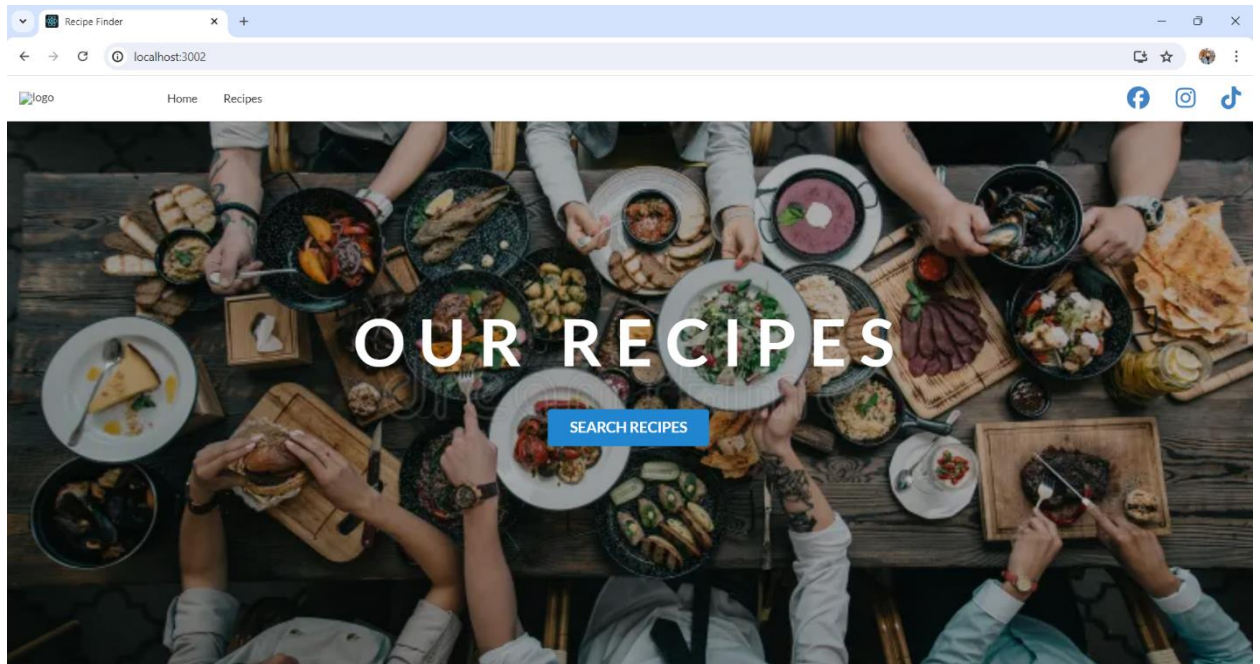 Recipe Finder
localhost:3002
logo Home Recipes
OUR RECIPES
SEARCH RECIPES